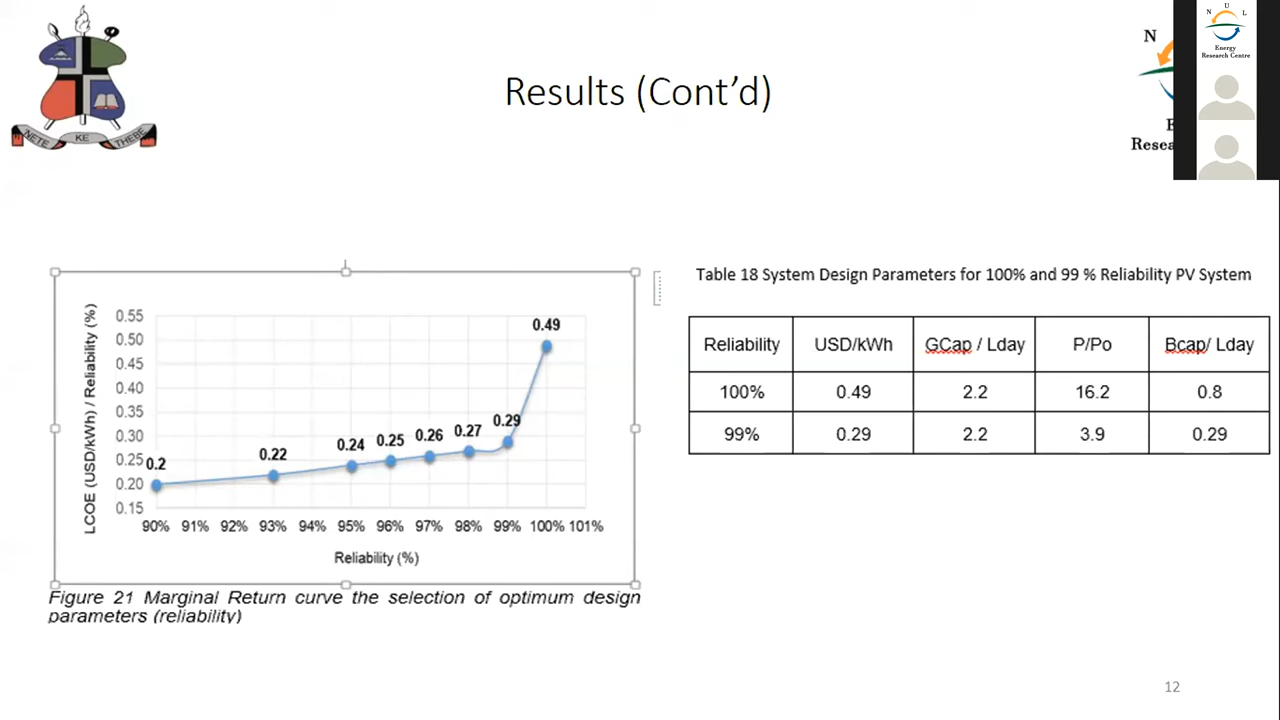 NETE KE THEBE
Results (Cont’d)
N
Resea
N U L
Energy
Research Centre
LCOE (USD/kWh) / Reliability (%)
0.55
0.50
0.45
0.40
0.35
0.30
0.25
0.20
0.15
0.2
0.22
0.24
0.25
0.26
0.27
0.29
0.49
90% 91% 92% 93% 94% 95% 96% 97% 98% 99% 100% 101%
Reliability (%)
Figure 21 Marginal Return curve the selection of optimum design
parameters (reliability)
Table 18 System Design Parameters for 100% and 99 % Reliability PV System
Reliability USD/kWh GCap / Lday P/Po Bcap/ Lday
100% 0.49 2.2 16.2 0.8
99% 0.29 2.2 3.9 0.29
12